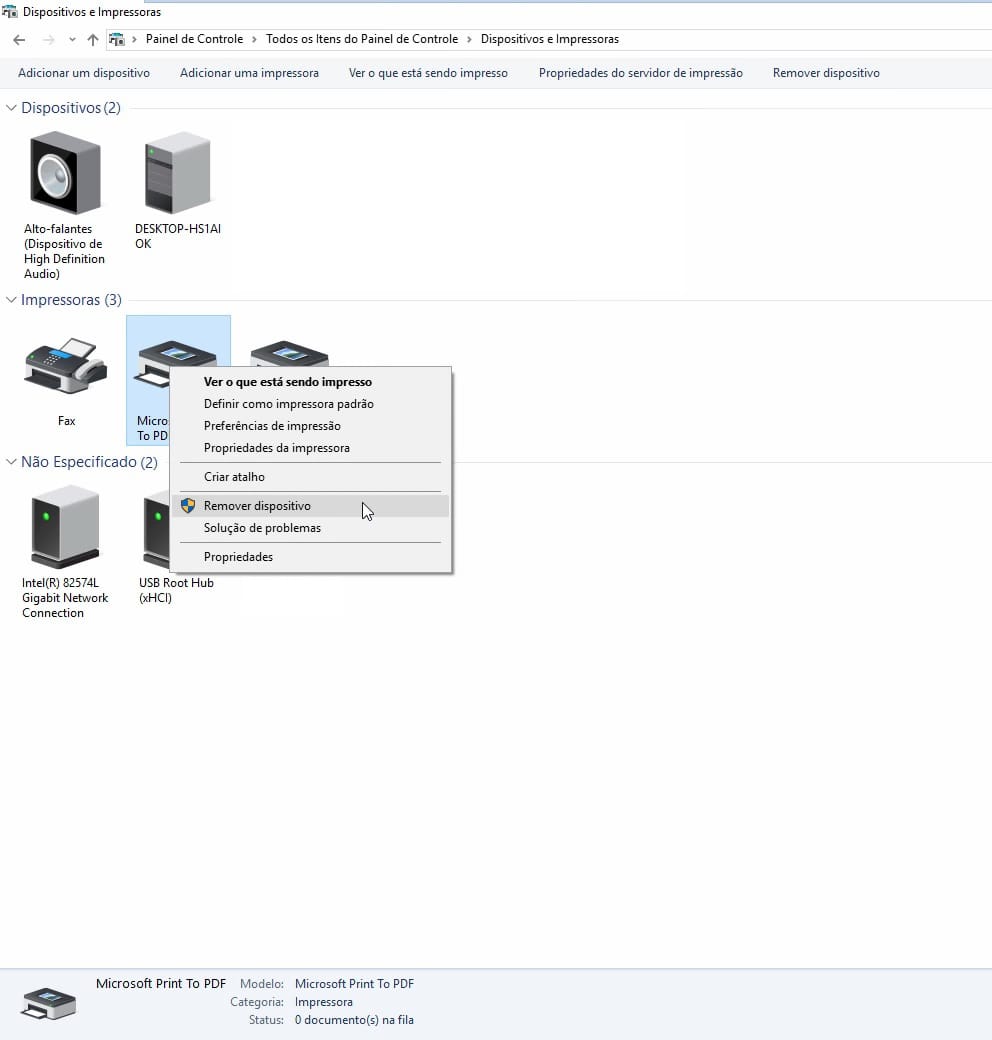 Dispositivos e Impressoras
Painel de Controle > Todos os Itens do Painel de Controle > Dispositivos e Impressoras
Adicionar um dispositivo Adicionar uma impressora Ver o que está sendo impresso Propriedades do servidor de impressão Remover dispositivo
Dispositivos (2)
Alto-falantes
(Dispositivo de
High Definition
Audio)
DESKTOP-HS1AI
OK
Impressoras (3)
Fax
Micro
To PD
Ver o que está sendo impresso
Definir como impressora padrão
Preferências de impressão
Propriedades da impressora
Criar atalho
Remover dispositivo
Solução de problemas
Propriedades
Não Especificado (2)
Intel(R) 82574L
Gigabit Network
Connection
USB Root Hub
(xHCI)
Microsoft Print To PDF Modelo: Microsoft Print To PDF
Categoria: Impressora
Status: 0 documento(s) na fila